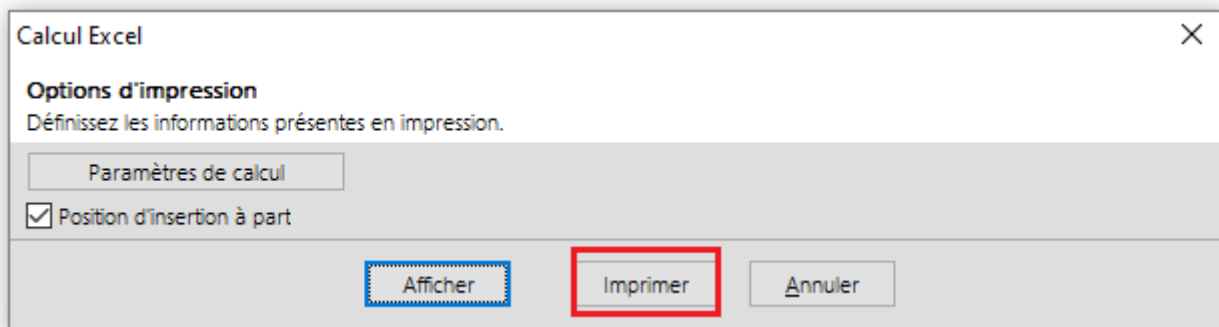 Calcul Excel
Options d'impression
Définissez les informations présentes en impression.
Paramètres de calcul
Position d'insertion à part
Afficher Imprimer Annuler